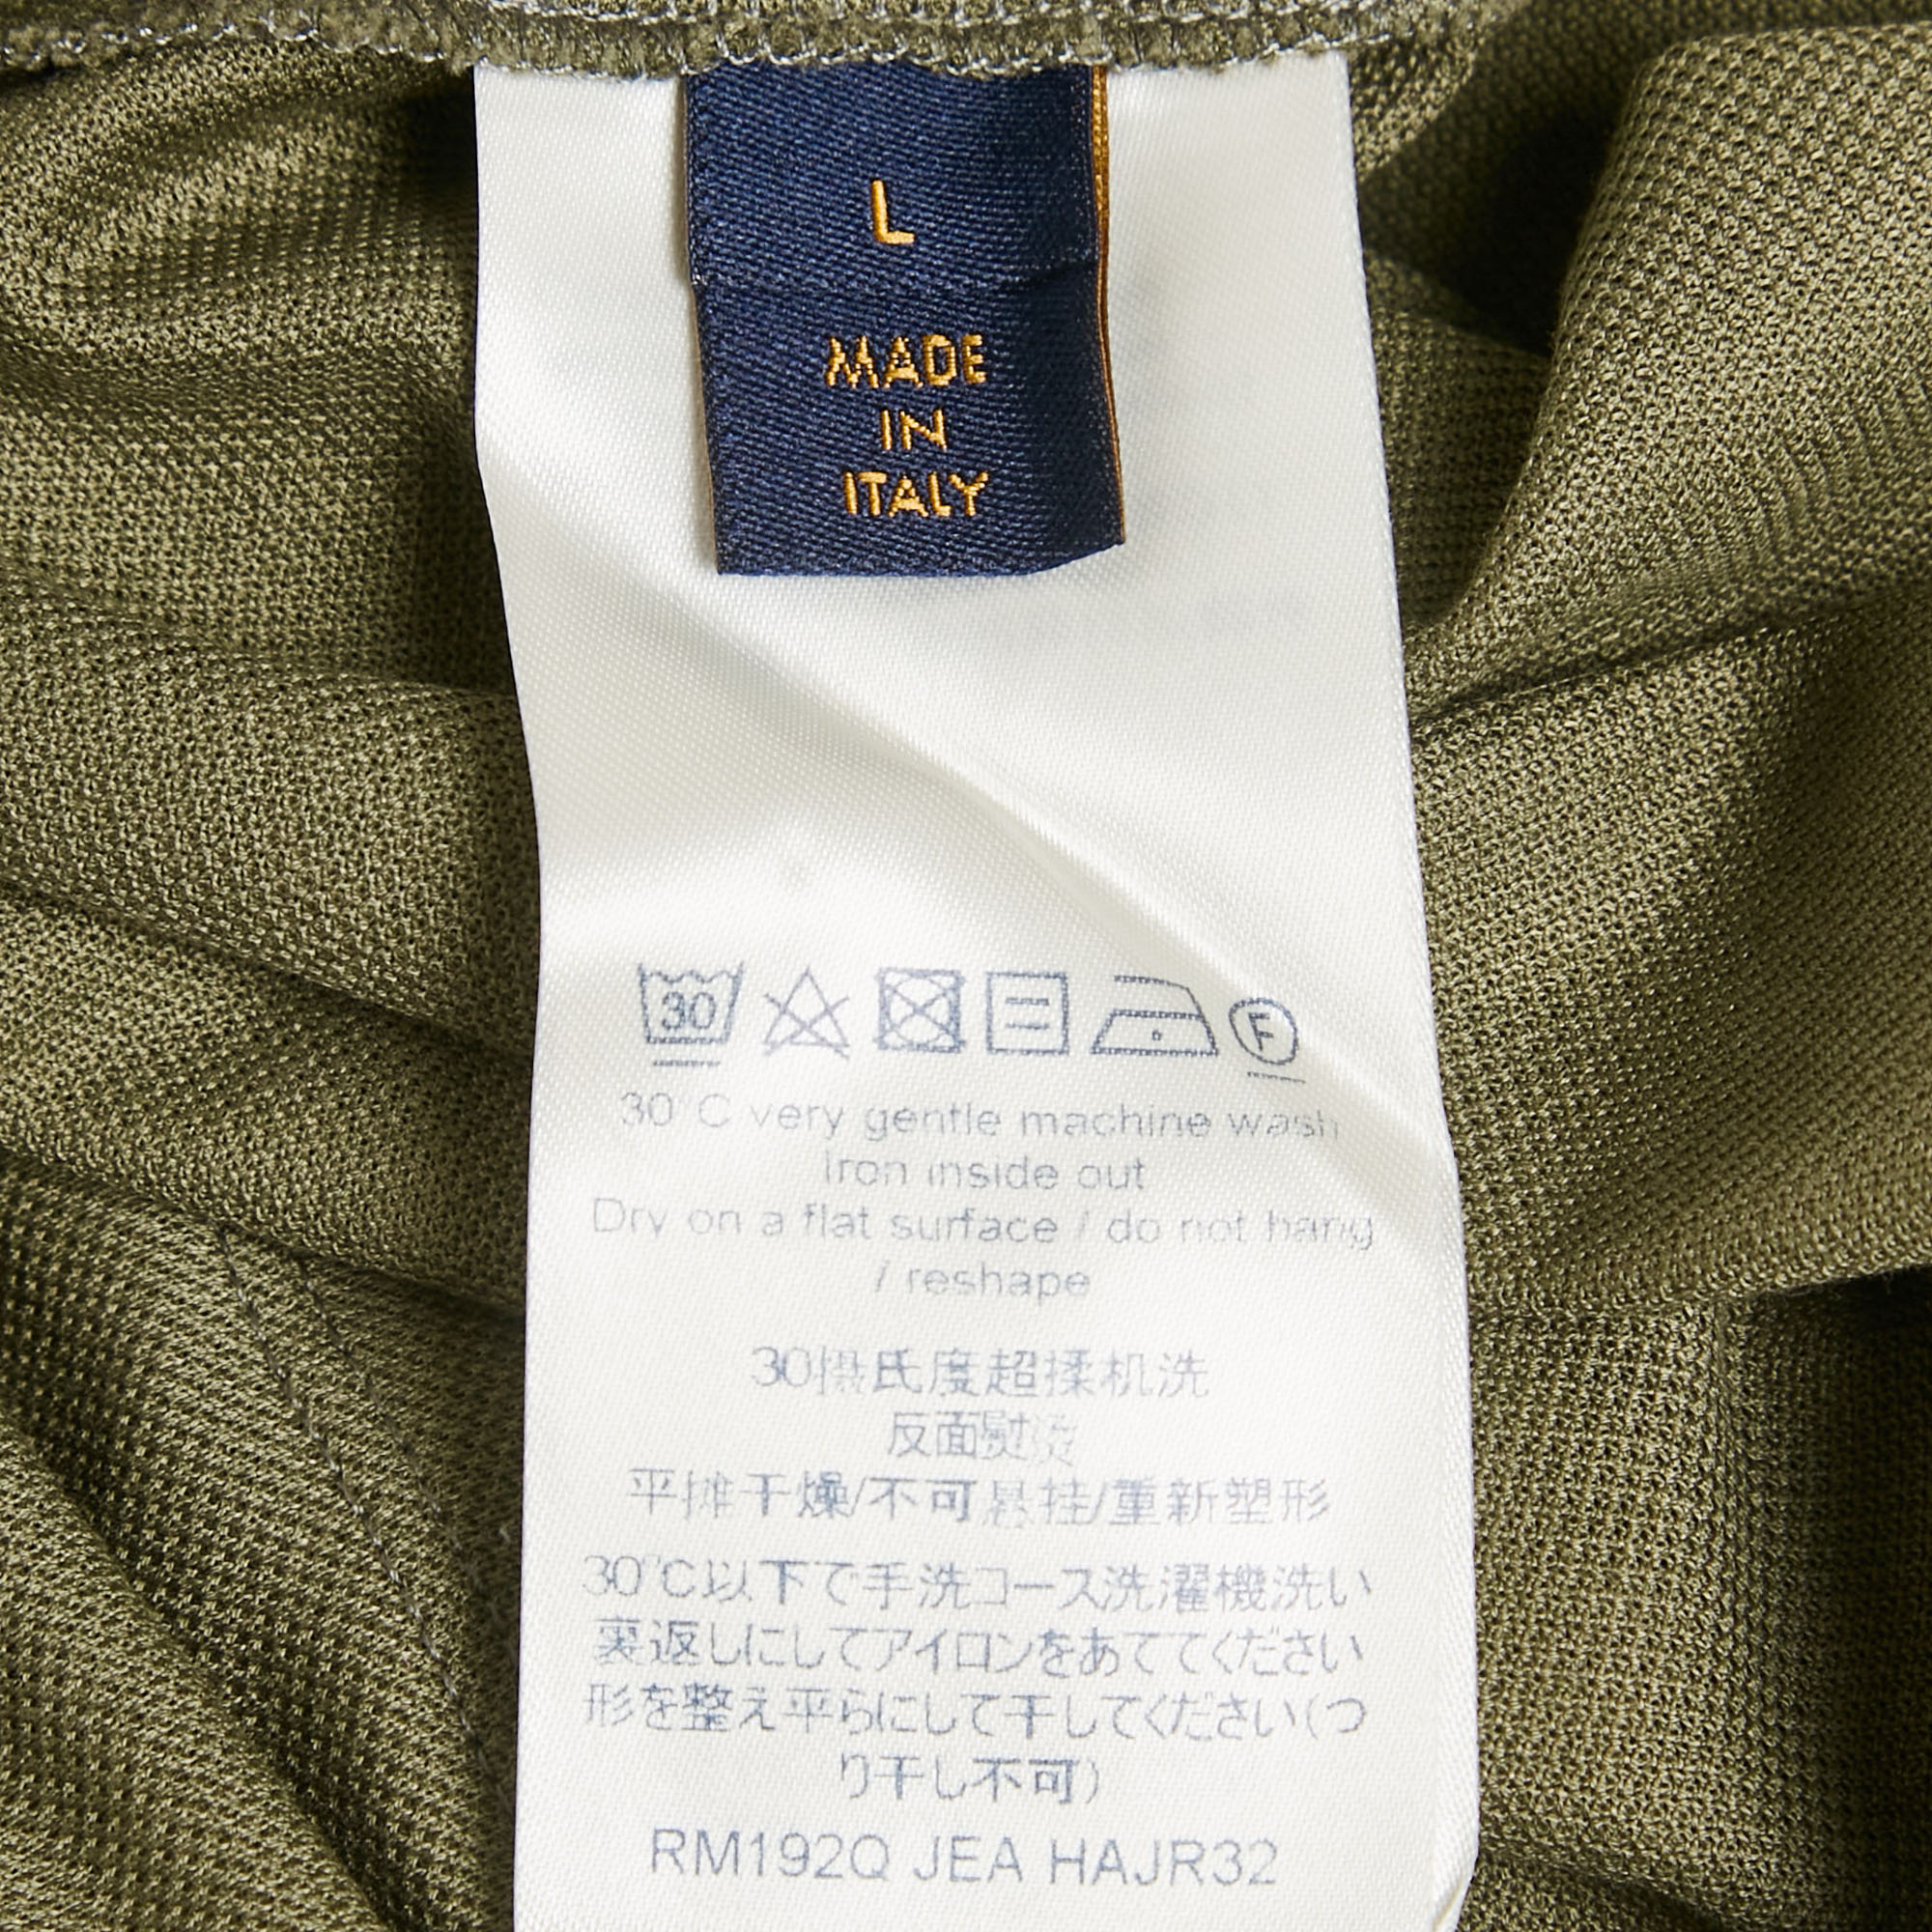 L
MADE
IN
ITALY
30
F
30°C very gentle machine wash
Iron inside out
Dry on a flat surface / do not hang
/ reshape
30摄氏度超揉机洗
反面熨烫
平摊干燥/不可悬挂/重新塑形
30℃以下で手洗コース洗濯機洗い
裏返しにしてアイロンをあててください
形を整え平らにして干してください(つ
り干し不可)
RM192Q JEA HAJR32